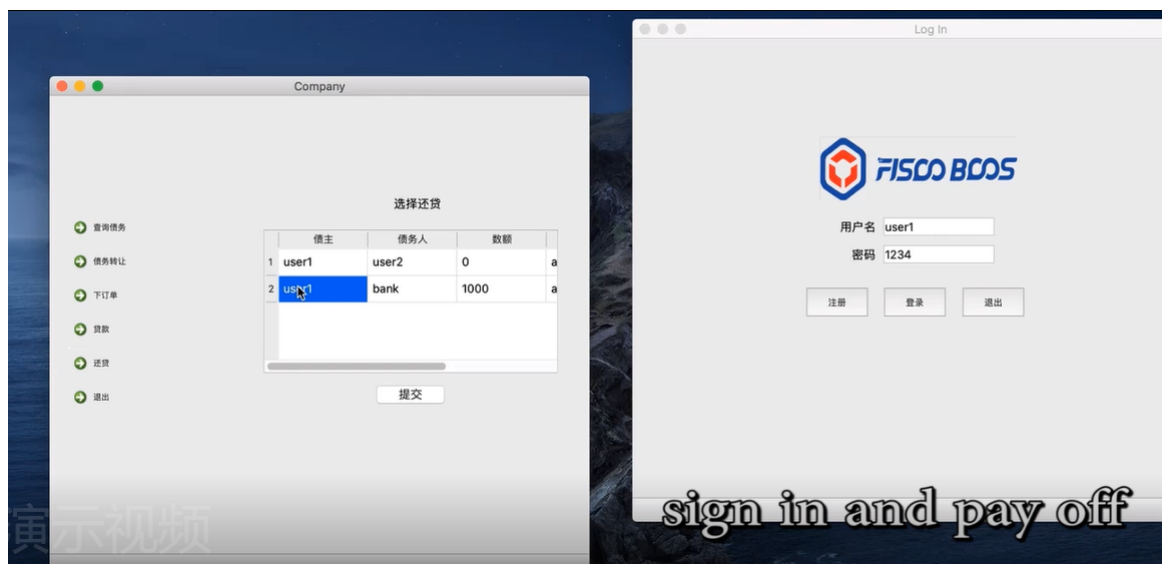 Company
选择还贷
查询债务
债务转让
下订单
贷款
还贷
退出
债主 债务人 数额
1 user1 user2 0 a
2 user1 bank 1000 a
提交
Log In
FISCO BCOS
用户名 user1
密码 1234
注册 登录 退出
sign in and pay off
演示视频